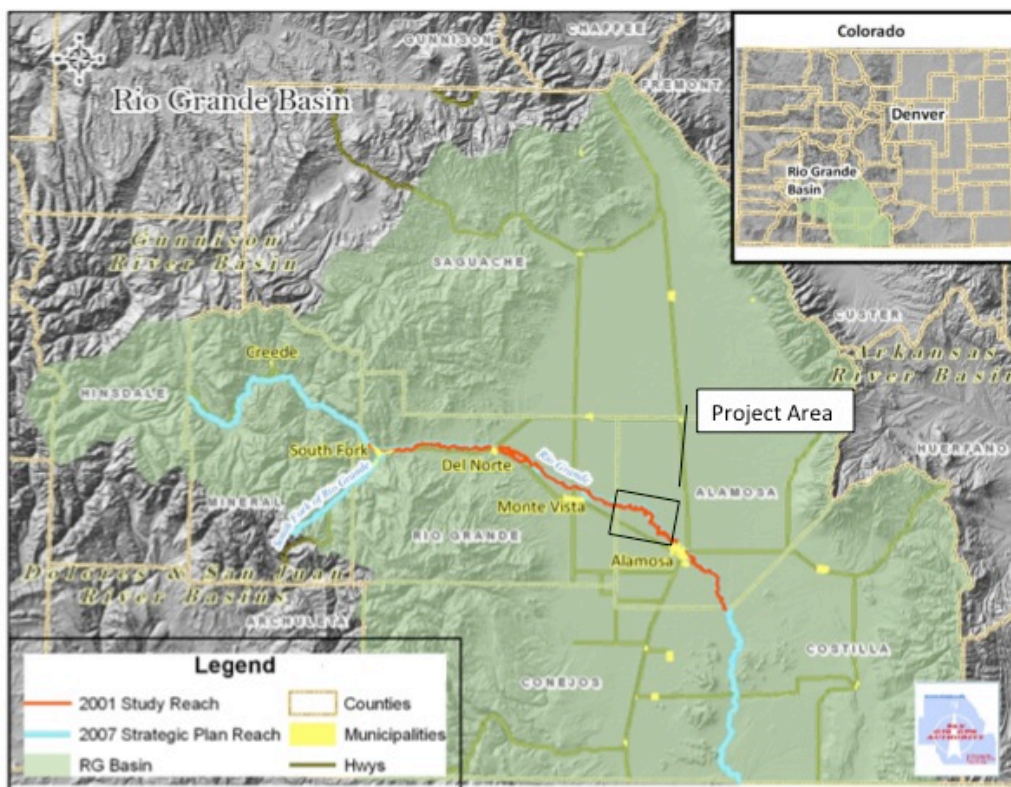 GUNNISON
CHAFFEE
FREMONT
Rio Grande Basin
Colorado
Denver
Rio Grande
Basin
Gunnison
River Basin
SAGUACHE
CUSTER
Arkansas
River Basin
Creede
HINSDALE
Project Area
HUERFANO
South Fork
Del Norte
Rio Grande
ALAMOSA
South Fork of Rio Grande
MINERAL
Monte Vista
RIO GRANDE
Alamosa
Dolores & San Juan
River Basins
ARCHULETA
COSTILLA
CONEJOS
Legend
2001 Study Reach
Counties
2007 Strategic Plan Reach
Municipalities
RG Basin
Hwys
AUTHORITY